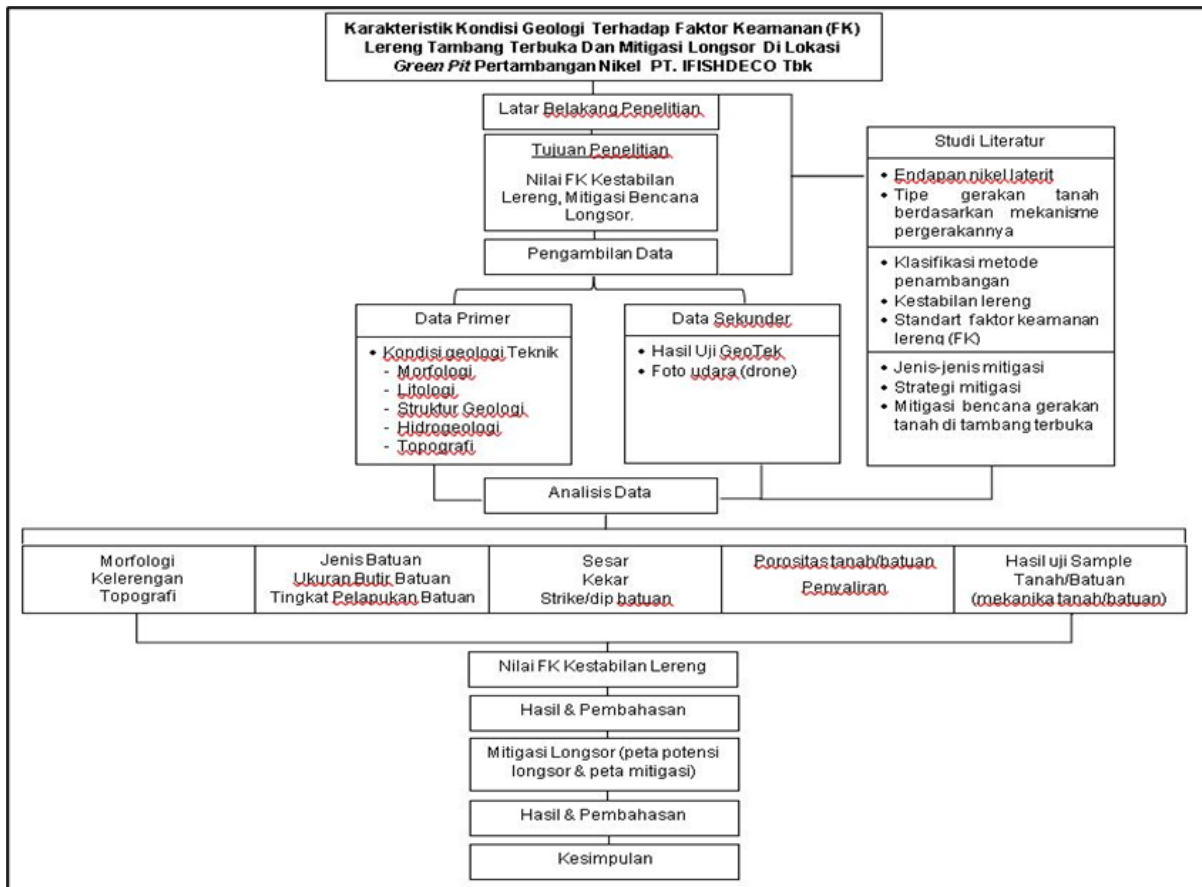 Karakteristik Kondisi Geologi Terhadap Faktor Keamanan (FK)
Lereng Tambang Terbuka Dan Mitigasi Longsor Di Lokasi
Green Pit Pertambangan Nikel PT. IFISHDECO Tbk
Latar Belakang Penelitian
Tujuan Penelitian
Nilai FK Kestabilan
Lereng, Mitigasi Bencana
Longsor.
Pengambilan Data
Studi Literatur
• Endapan nikel laterit
• Tipe gerakan tanah
berdasarkan mekanisme
pergerakannya
• Klasifikasi metode
penambangan
• Kestabilan lereng
• Standart faktor keamanan
lereng (FK)
• Jenis-jenis mitigasi
• Strategi mitigasi
• Mitigasi bencana gerakan
tanah di tambang terbuka
Data Primer
• Kondisi geologi Teknik
- Morfologi
- Litologi
- Struktur Geologi
- Hidrogeologi
- Topografi
Data Sekunder
• Hasil Uji GeoTek
• Foto udara (drone)
Analisis Data
Morfologi
Kelerengan
Topografi
Jenis Batuan
Ukuran Butir Batuan
Tingkat Pelapukan Batuan
Sesar
Kekar
Strike/dip batuan
Porositas tanah/batuan
Penyaliran
Hasil uji Sample
Tanah/Batuan
(mekanika tanah/batuan)
Nilai FK Kestabilan Lereng
Hasil & Pembahasan
Mitigasi Longsor (peta potensi
longsor & peta mitigasi)
Hasil & Pembahasan
Kesimpulan